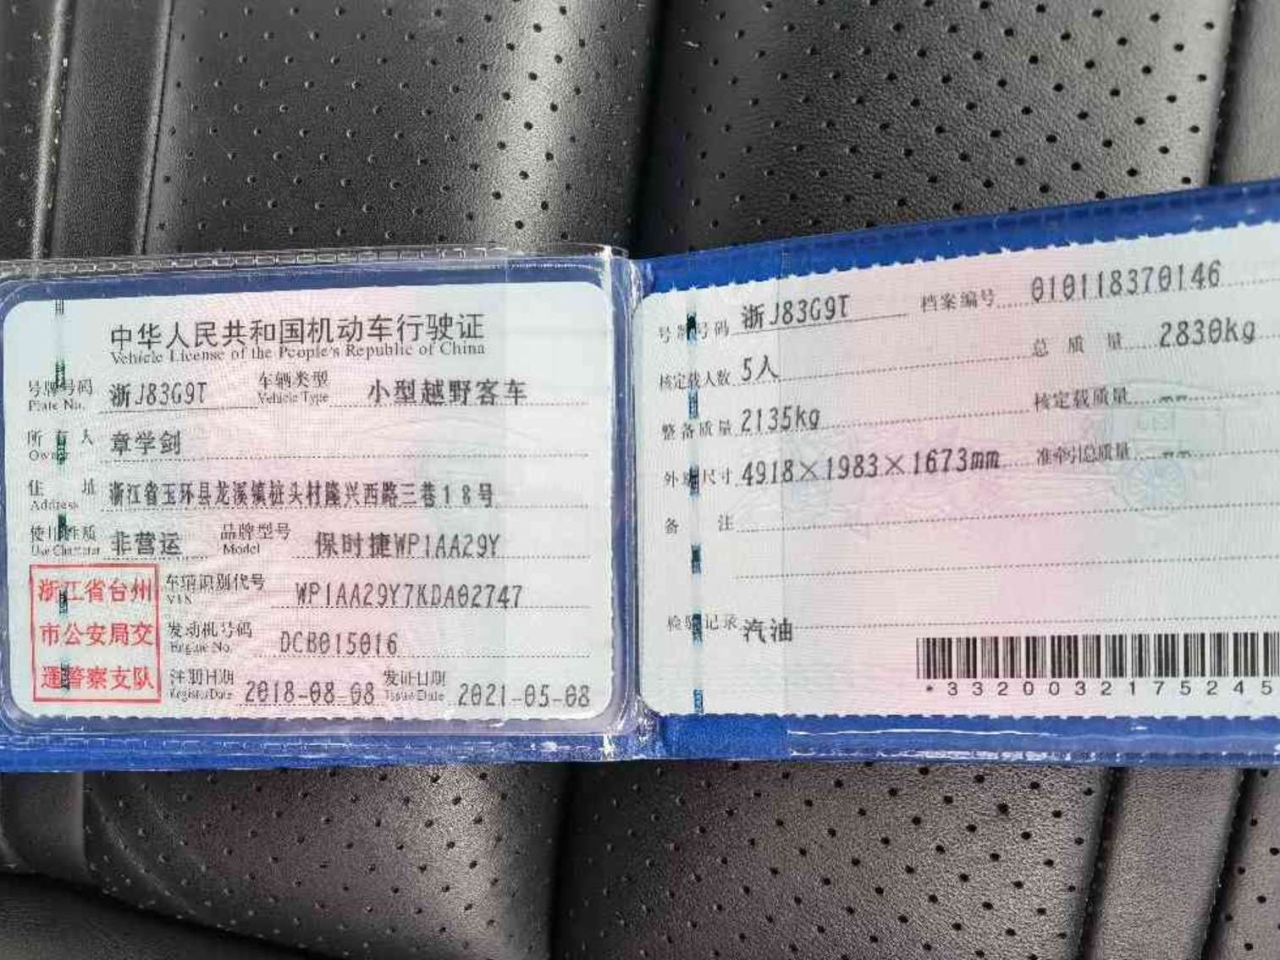 中华人民共和国机动车行驶证
Vehicle License of the People's Republic of China
号牌号码 浙J83G9T 车辆类型 小型越野客车
Plate No. Vehicle Type
所有人 章学剑
Owner
住址 浙江省玉环县龙溪镇桩头村隆兴西路三巷18号
Address
使用性质 非营运 品牌型号 保时捷WP1AA29Y
Use Character Model
浙江省台州
市公安局交
通警察支队
车辆识别代号 WP1AA29Y7KDA02747
VIN
发动机号码 DCB015016
Engine No.
注册日期 2018-08-08 发证日期 2021-05-08
Register Date Issue Date
号牌号码 浙J83G9T 档案编号 010118370146
核定载人数 5人 总质量 2830kg
整备质量 2135kg 核定载质量 --
外廓尺寸 4918×1983×1673mm 准牵引总质量 --
备注
检验记录 汽油
*3320032175245